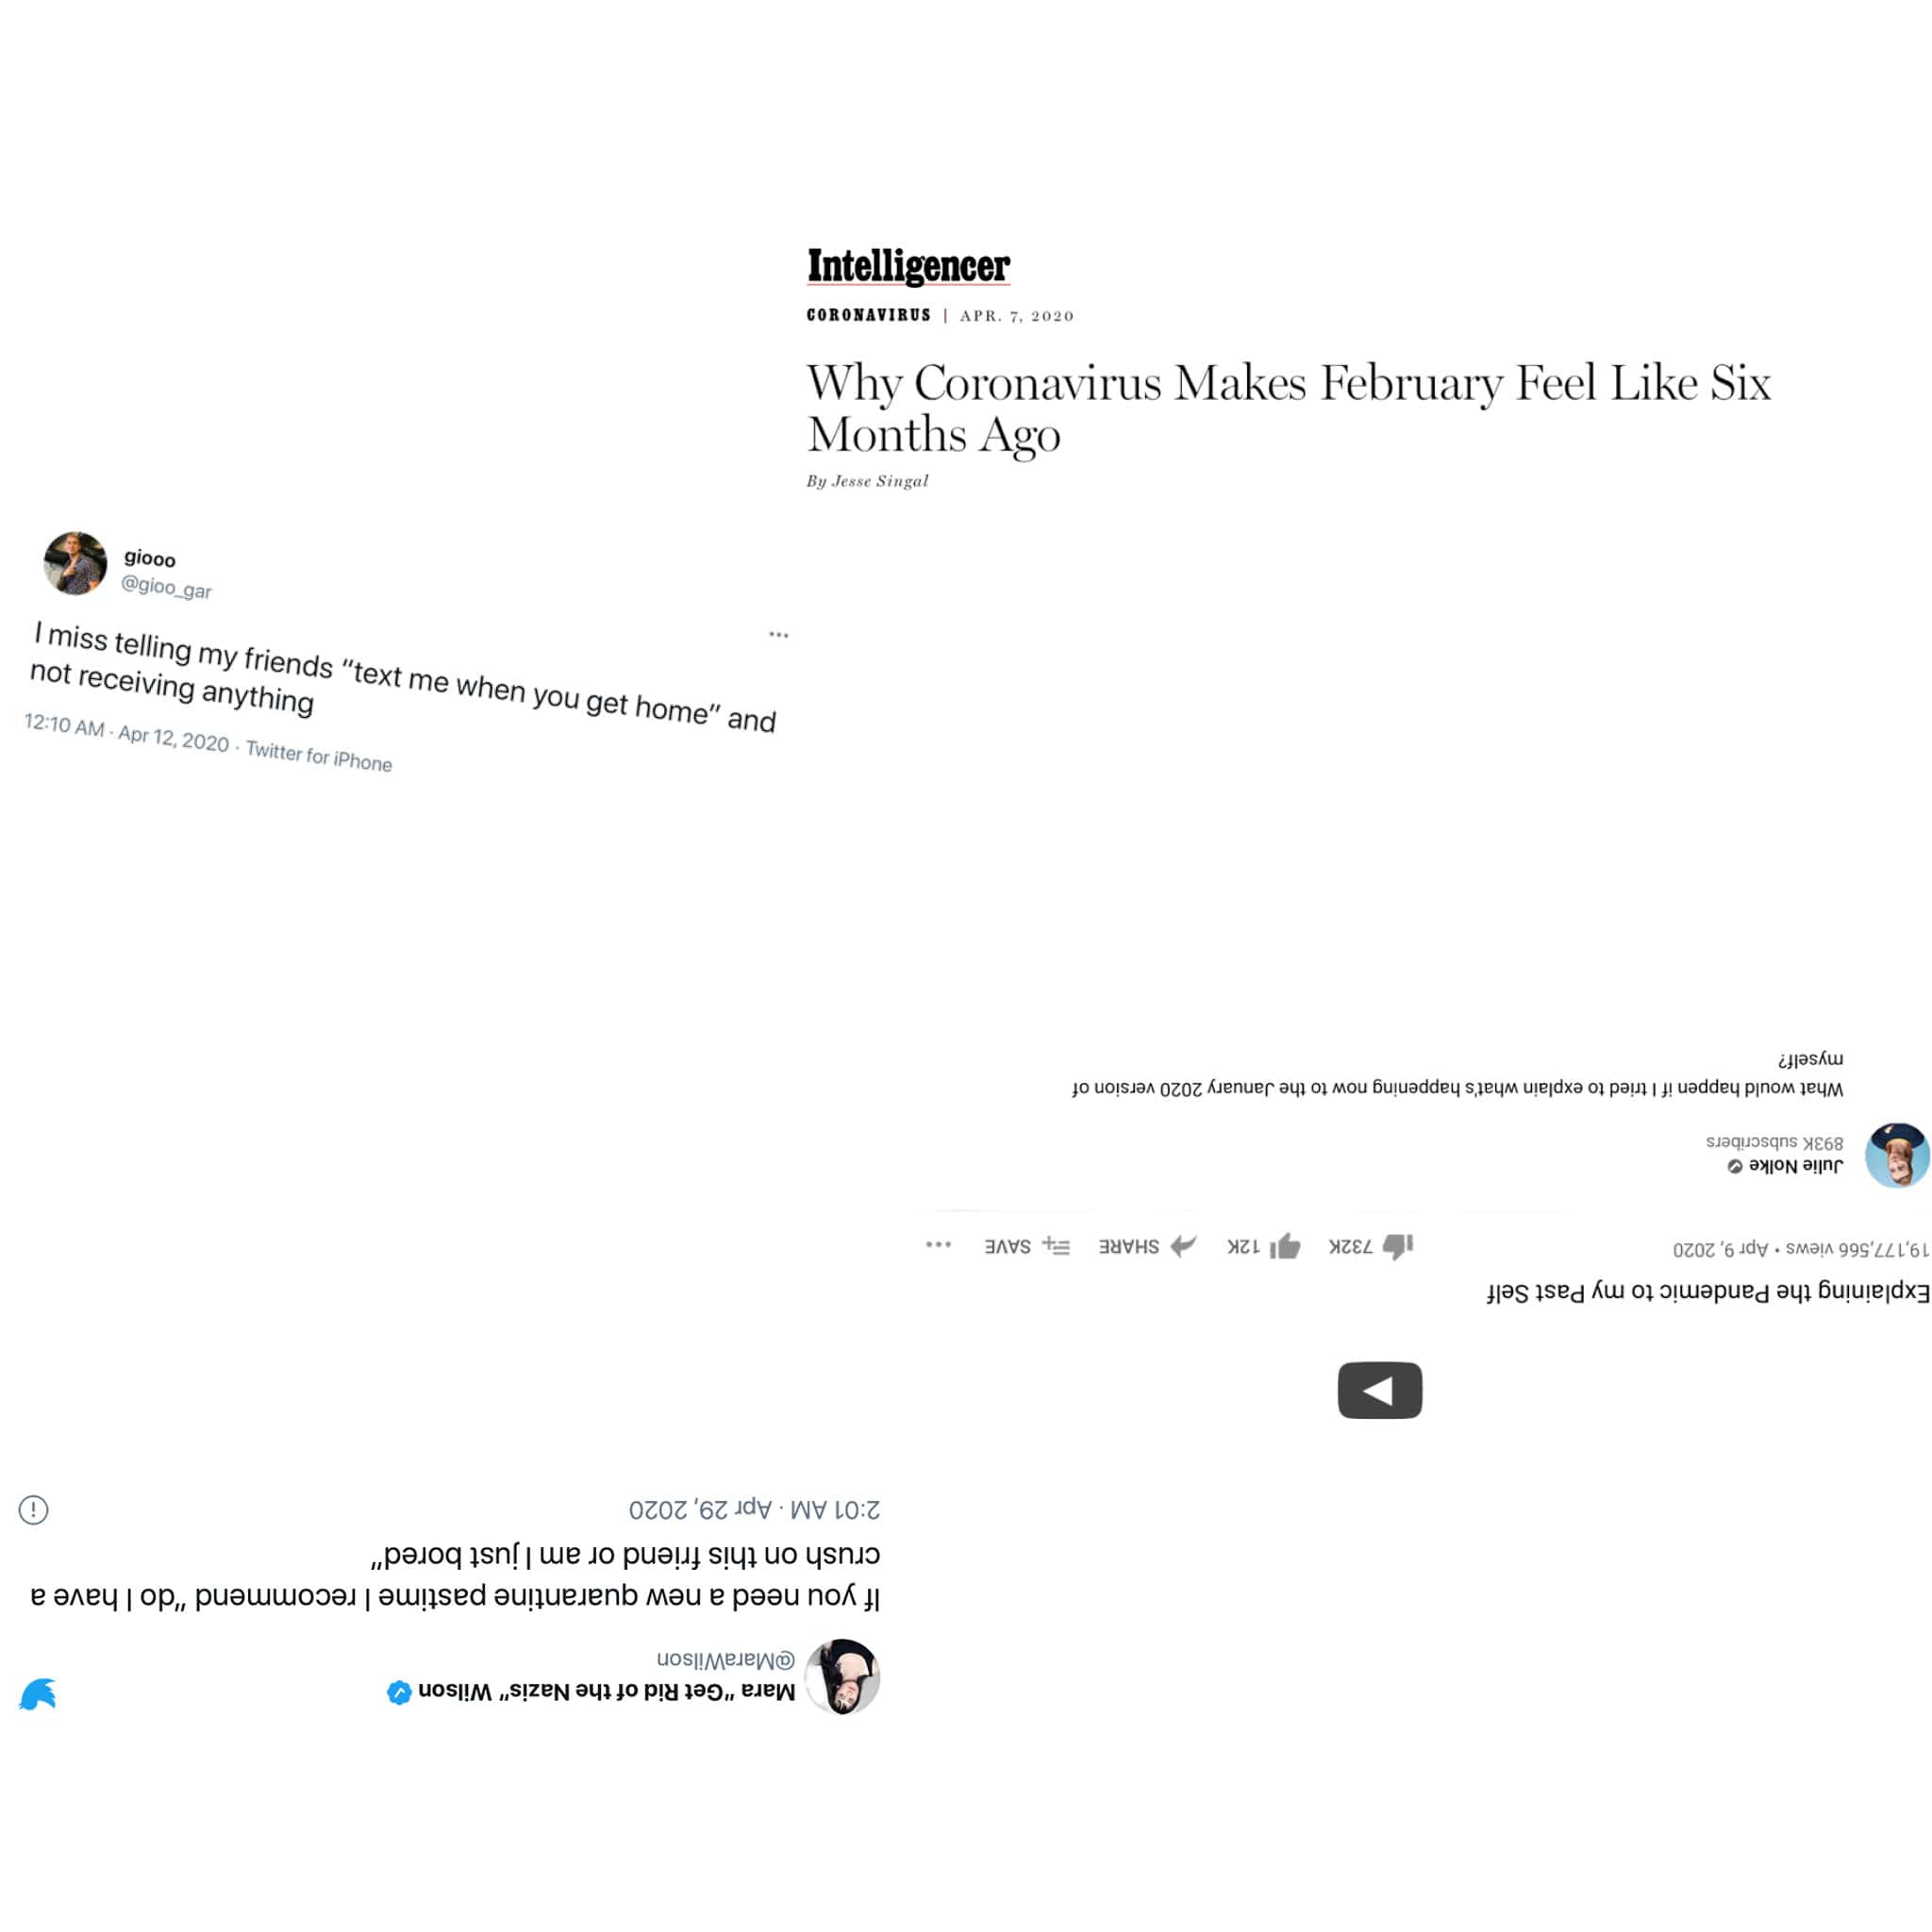 Intelligencer
CORONAVIRUS | APR. 7, 2020
Why Coronavirus Makes February Feel Like Six
Months Ago
By Jesse Singal
giooo
@gioo_gar
I miss telling my friends “text me when you get home” and
not receiving anything
12:10 AM · Apr 12, 2020 · Twitter for iPhone
Explaining the Pandemic to my Past Self
19,177,566 views • Apr 9, 2020
732K 12K SHARE SAVE
Julie Nolke
893K subscribers
What would happen if I tried to explain what's happening now to the January 2020 version of
myself?
Mara “Get Rid of the Nazis” Wilson
@MaraWilson
If you need a new quarantine pastime I recommend “do I have a
crush on this friend or am I just bored”
2:01 AM · Apr 29, 2020